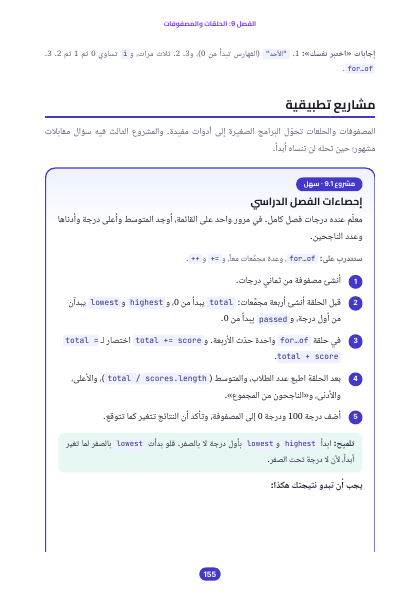 الفصل 9: الحلقات والمصفوفات
إجابات «اختبر نفسك»: 1. "الأحد" (الفهارس تبدأ من 0)، و3. 2. ثلاث مرات، و i تساوي 0 ثم 1 ثم 2. 3.
for…of.
مشاريع تطبيقية
المصفوفات والحلقات تحوّل البرامج الصغيرة إلى أدوات مفيدة. والمشروع الثالث فيه سؤال مقابلات
مشهور؛ حين تحله لن تنساه أبداً.
مشروع 9.1 · سهل
إحصاءات الفصل الدراسي
معلّم عنده درجات فصل كامل. في مرور واحد على القائمة، أوجد المتوسط وأعلى درجة وأدناها
وعدد الناجحين.
ستتدرب على: for…of، وعدة مجمّعات معاً، و += و ++.
1 أنشئ مصفوفة من ثماني درجات.
2 قبل الحلقة أنشئ أربعة مجمّعات: total يبدأ من 0، و highest و lowest يبدآن
من أول درجة، و passed يبدأ من 0.
3 في حلقة for…of واحدة حدّث الأربعة. و total += score اختصار لـ total =
total + score.
4 بعد الحلقة اطبع عدد الطلاب، والمتوسط (total / scores.length)، والأعلى،
والأدنى، و«الناجحون من المجموع».
5 أضف درجة 100 ودرجة 0 إلى المصفوفة، وتأكد أن النتائج تتغير كما تتوقع.
تلميح: ابدأ highest و lowest بأول درجة لا بالصفر. فلو بدأت lowest بالصفر لما تغير
أبداً، لأن لا درجة تحت الصفر.
يجب أن تبدو نتيجتك هكذا:
155